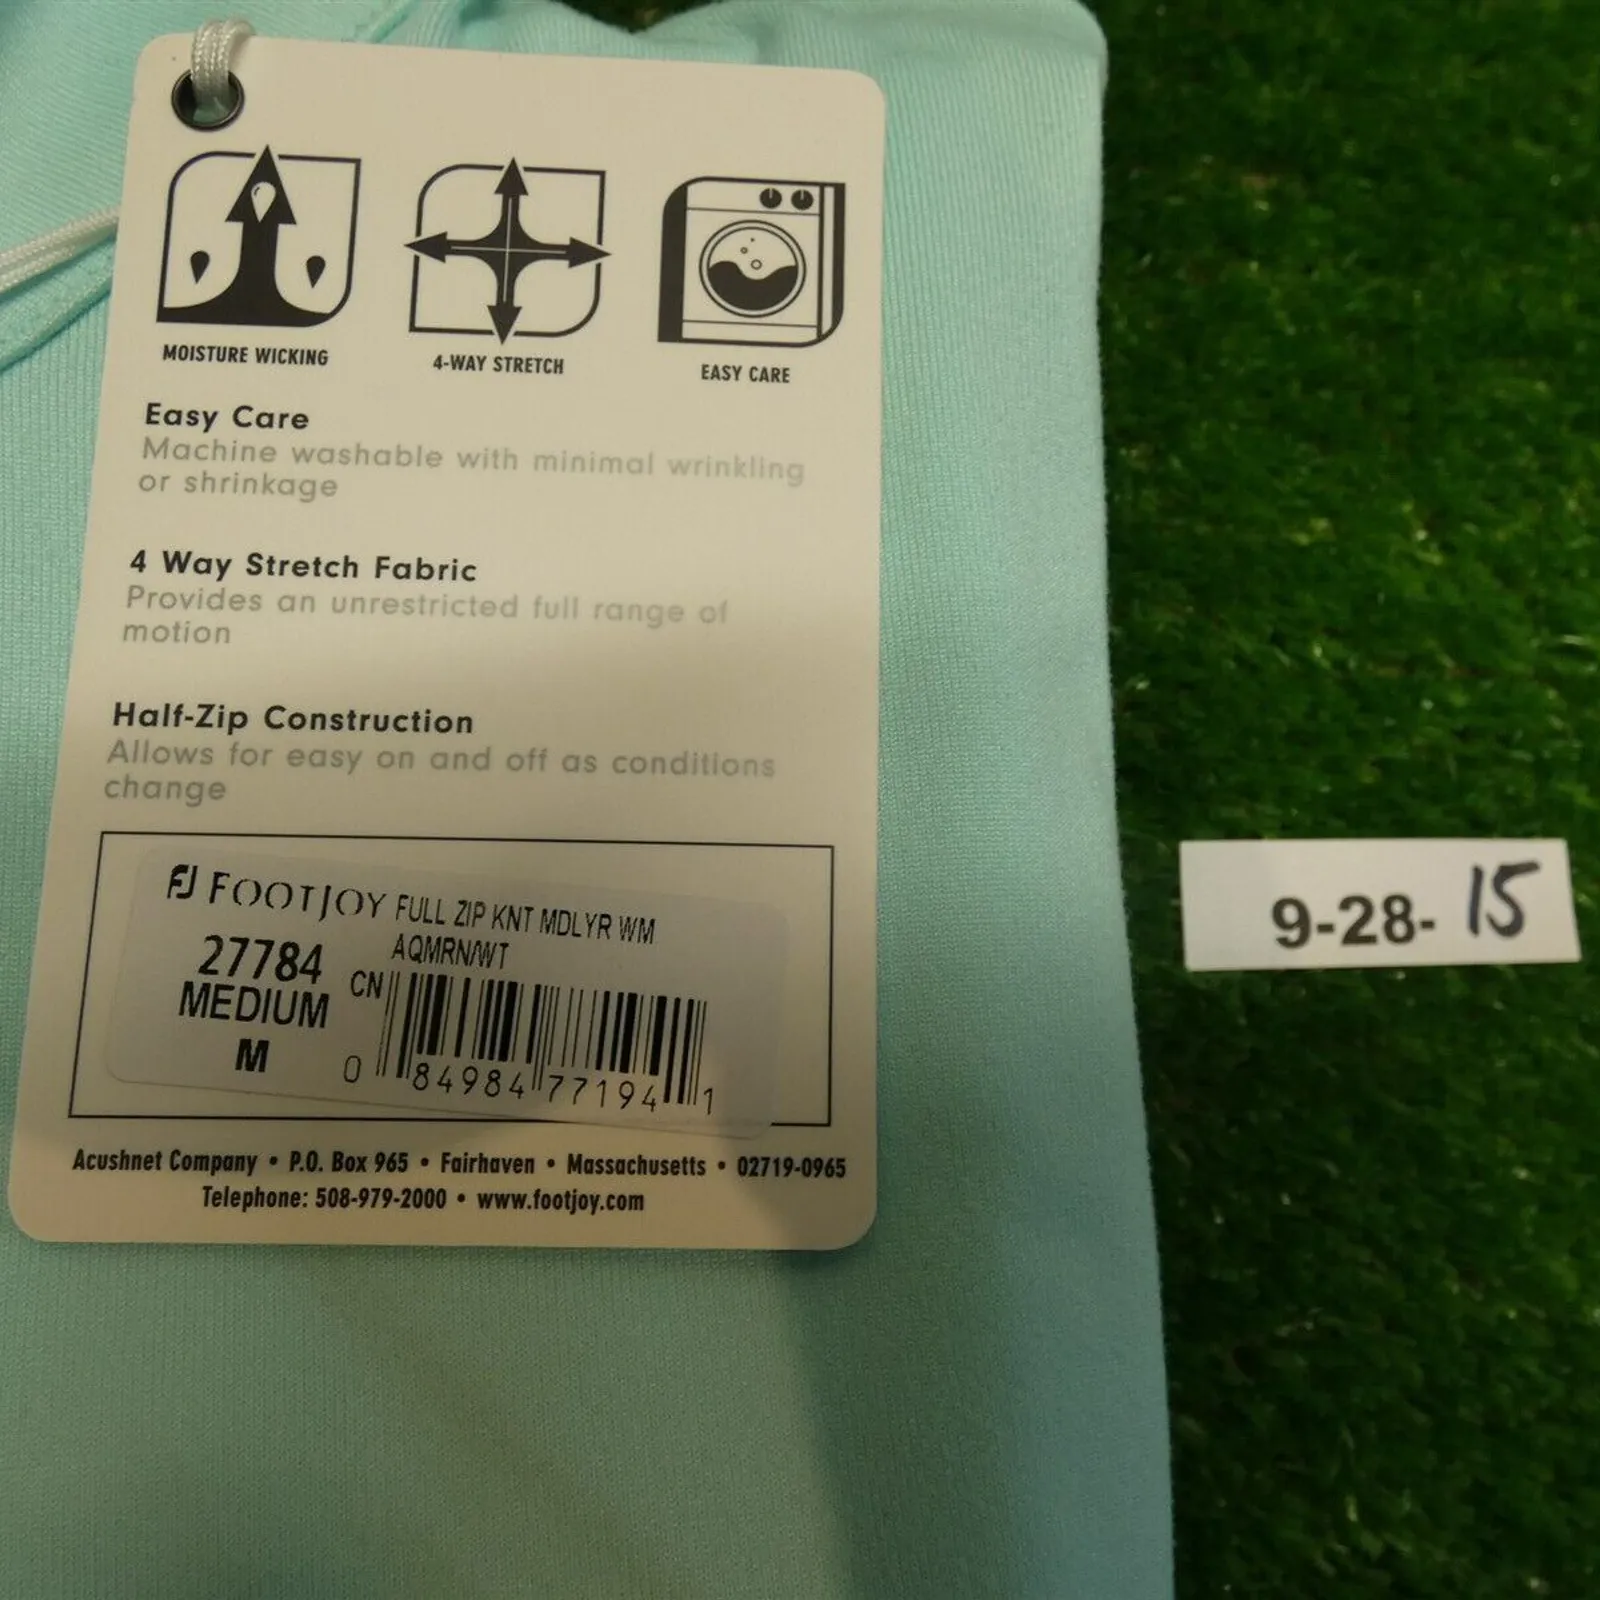 MOISTURE WICKING
4-WAY STRETCH
EASY CARE
Easy Care
Machine washable with minimal wrinkling
or shrinkage
4 Way Stretch Fabric
Provides an unrestricted full range of
motion
Half-Zip Construction
Allows for easy on and off as conditions
change
FJ FOOTJOY FULL ZIP KNT MDLYR WM
AQMRN/WT
27784
CN
MEDIUM
M
0 84984 77194 1
Acushnet Company • P.O. Box 965 • Fairhaven • Massachusetts • 02719-0965
Telephone: 508-979-2000 • www.footjoy.com
9-28-15